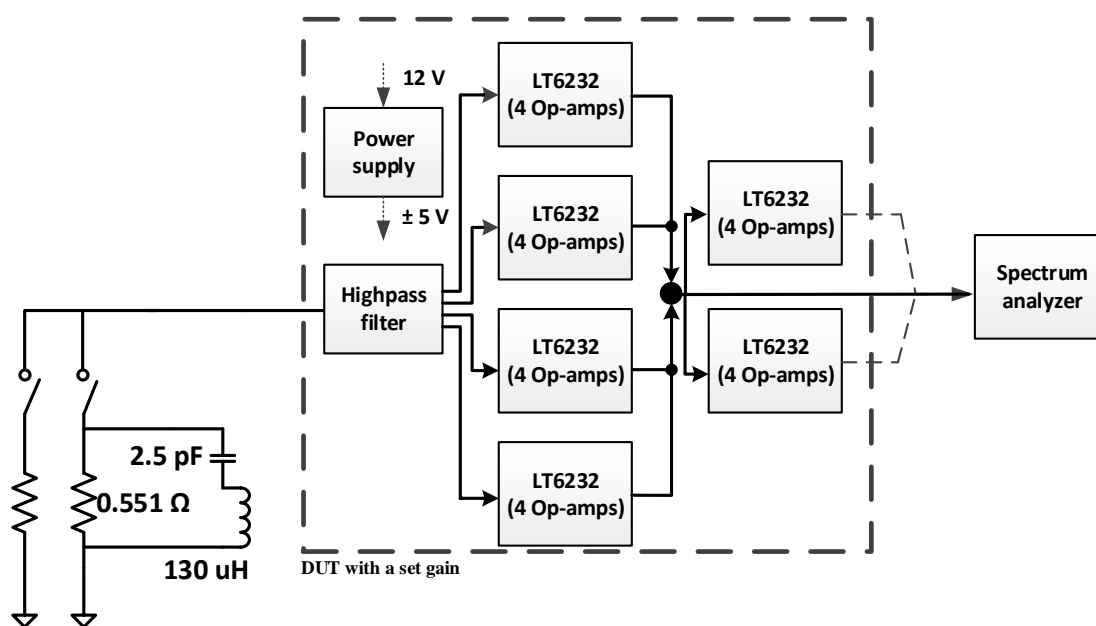 12 V
Power
supply
± 5 V
Highpass
filter
LT6232
(4 Op-amps)
LT6232
(4 Op-amps)
LT6232
(4 Op-amps)
LT6232
(4 Op-amps)
LT6232
(4 Op-amps)
LT6232
(4 Op-amps)
Spectrum
analyzer
2.5 pF
0.551 Ω
130 uH
DUT with a set gain